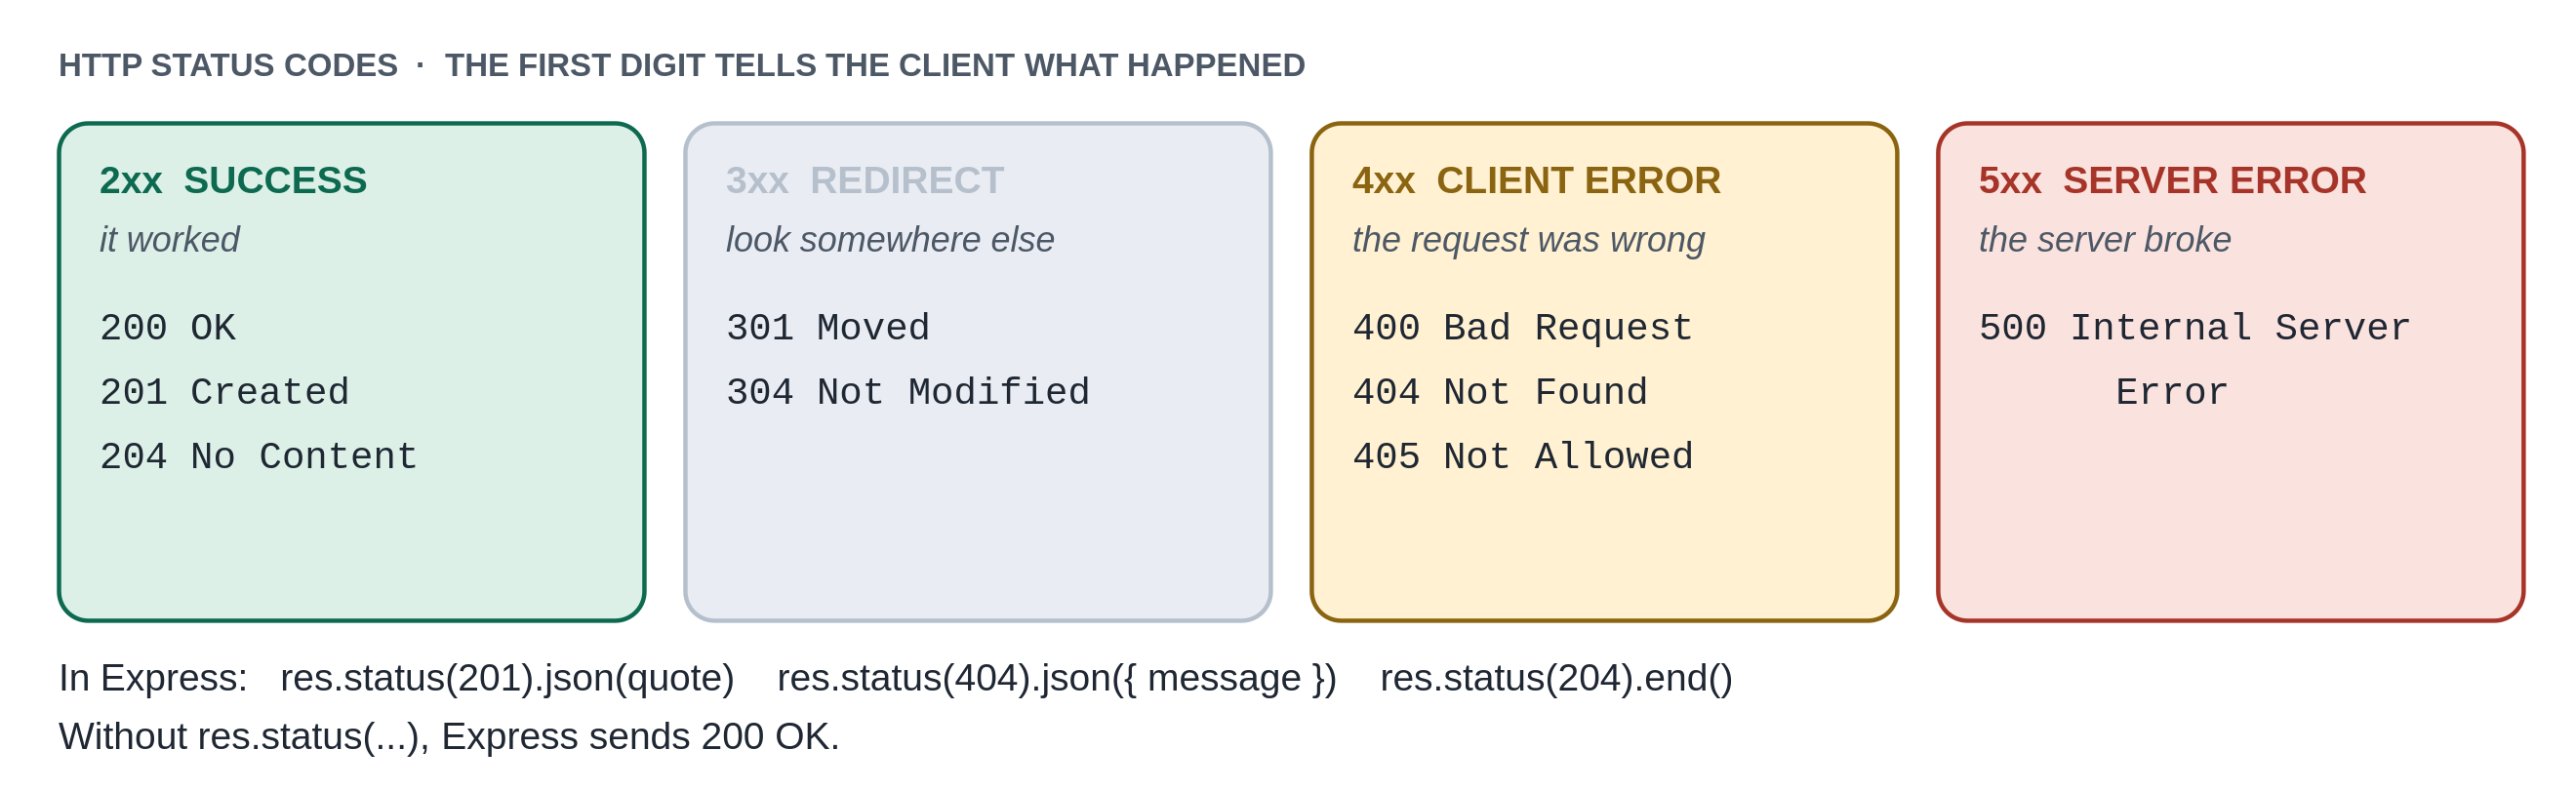 HTTP STATUS CODES · THE FIRST DIGIT TELLS THE CLIENT WHAT HAPPENED
2xx SUCCESS
it worked
200 OK
201 Created
204 No Content
3xx REDIRECT
look somewhere else
301 Moved
304 Not Modified
4xx CLIENT ERROR
the request was wrong
400 Bad Request
404 Not Found
405 Not Allowed
5xx SERVER ERROR
the server broke
500 Internal Server
Error
In Express: res.status(201).json(quote) res.status(404).json({ message }) res.status(204).end()
Without res.status(...), Express sends 200 OK.